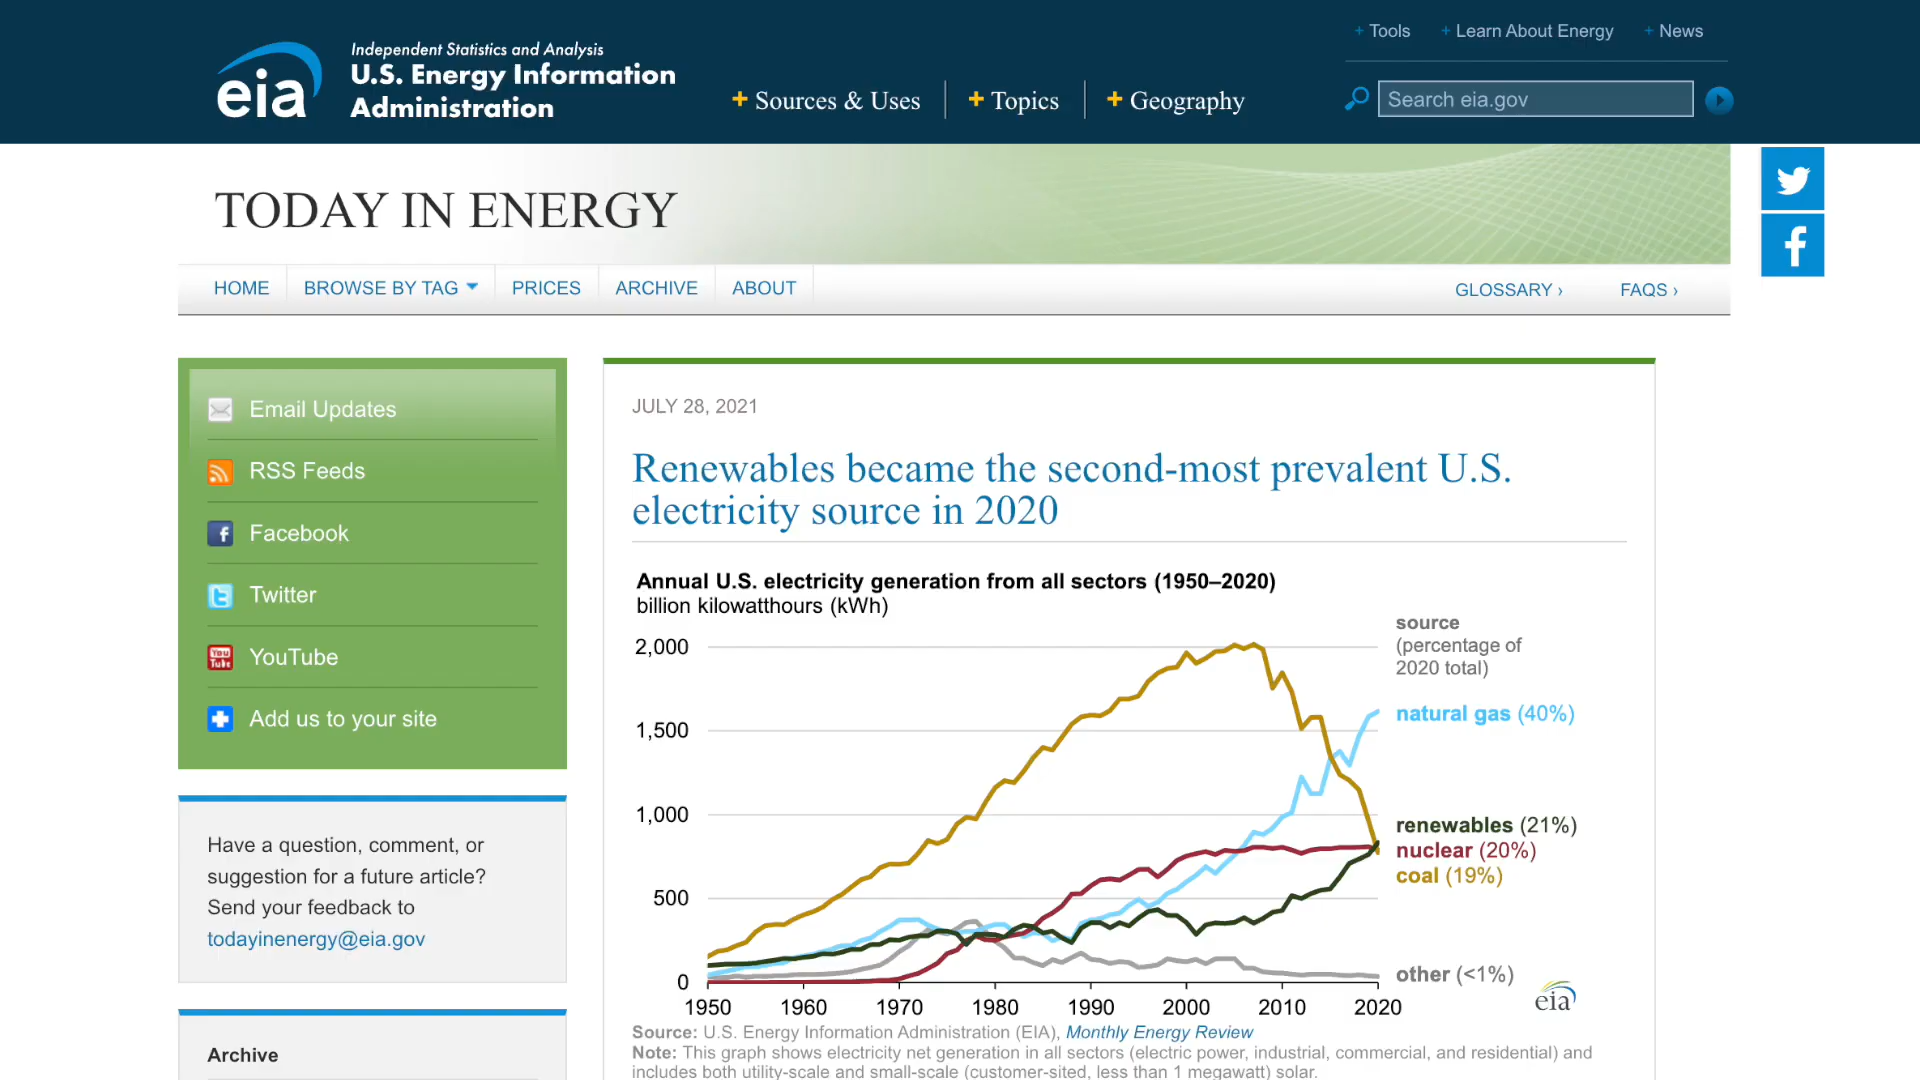 + Tools + Learn About Energy + News
eia
Independent Statistics and Analysis
U.S. Energy Information
Administration
+ Sources & Uses + Topics + Geography
Search eia.gov
TODAY IN ENERGY
HOME BROWSE BY TAG PRICES ARCHIVE ABOUT GLOSSARY › FAQS ›
Email Updates
RSS Feeds
Facebook
Twitter
You
Tube
YouTube
Add us to your site
Have a question, comment, or
suggestion for a future article?
Send your feedback to
todayinenergy@eia.gov
Archive
JULY 28, 2021
Renewables became the second-most prevalent U.S.
electricity source in 2020
Annual U.S. electricity generation from all sectors (1950–2020)
billion kilowatthours (kWh)
source
(percentage of
2020 total)
2,000
1,500
1,000
500
0
natural gas (40%)
renewables (21%)
nuclear (20%)
coal (19%)
other (<1%)
eia
1950 1960 1970 1980 1990 2000 2010 2020
Source: U.S. Energy Information Administration (EIA), Monthly Energy Review
Note: This graph shows electricity net generation in all sectors (electric power, industrial, commercial, and residential) and
includes both utility-scale and small-scale (customer-sited, less than 1 megawatt) solar.